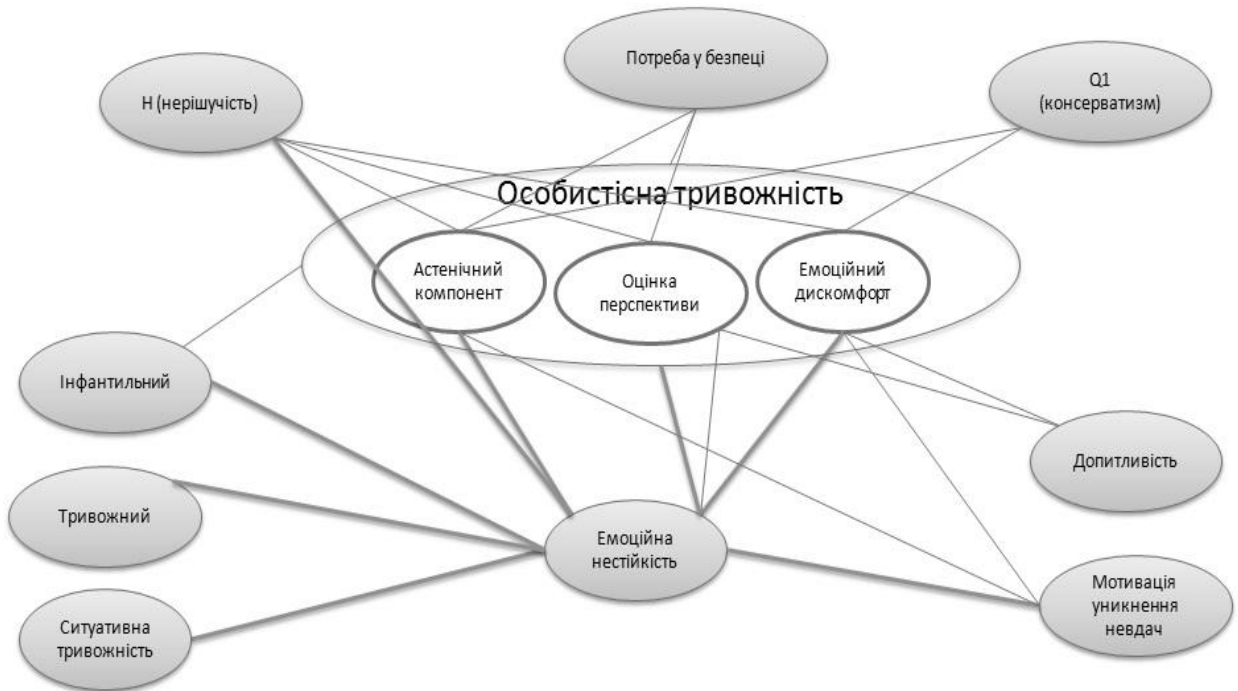 Потреба у безпеці
Н (нерішучість)
Q1
(консерватизм)
Особистісна тривожність
Астенічний
компонент
Оцінка
перспективи
Емоційний
дискомфорт
Інфантильний
Допитливість
Тривожний
Емоційна
нестійкість
Мотивація
уникнення
невдач
Ситуативна
тривожність